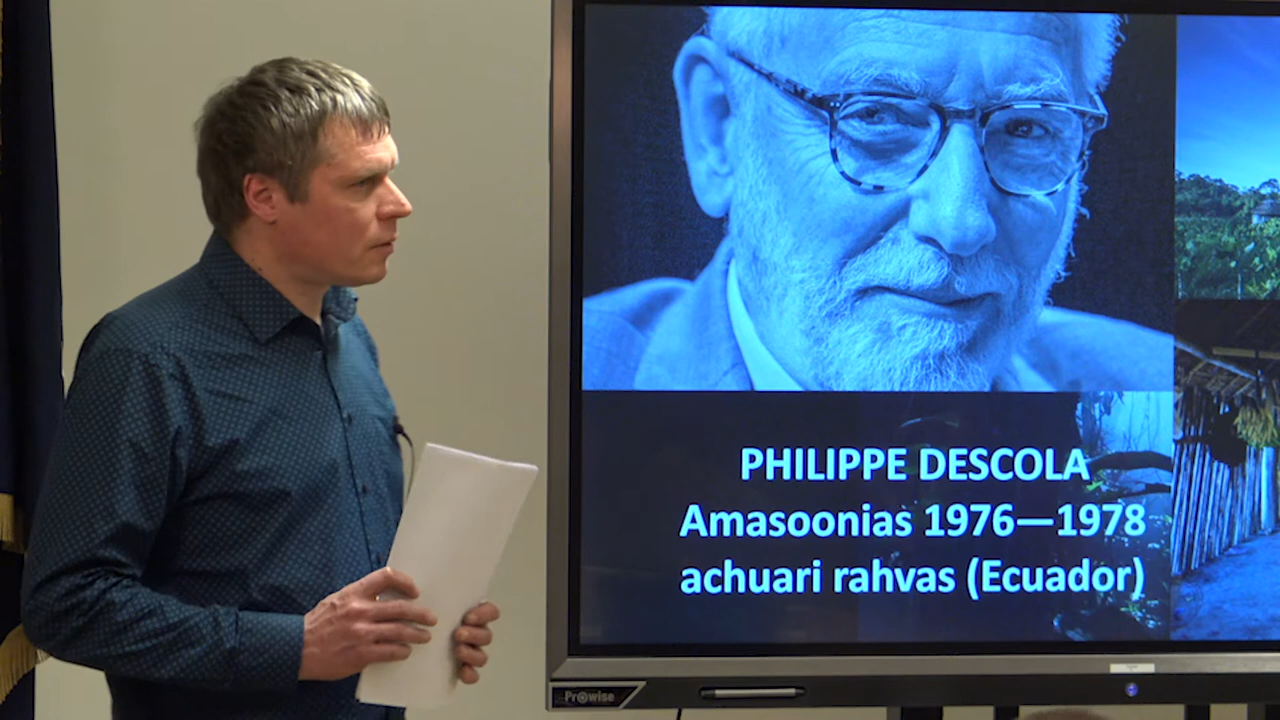 PHILIPPE DESCOLA
Amasoonias 1976—1978
achuari rahvas (Ecuador)
Prowise